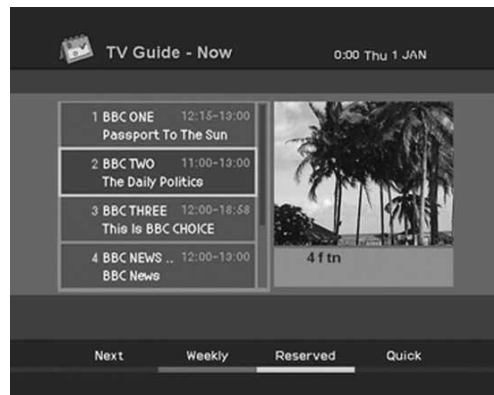 TV Guide - Now
0:00 Thu 1 JAN
1 BBC ONE 12:15-13:00
Passport To The Sun
2 BBC TWO 11:00-13:00
The Daily Politics
3 BBC THREE 12:00-18:58
This Is BBC CHOICE
4 BBC NEWS .. 12:00-13:00
BBC News
4 f tn
Next Weekly Reserved Quick